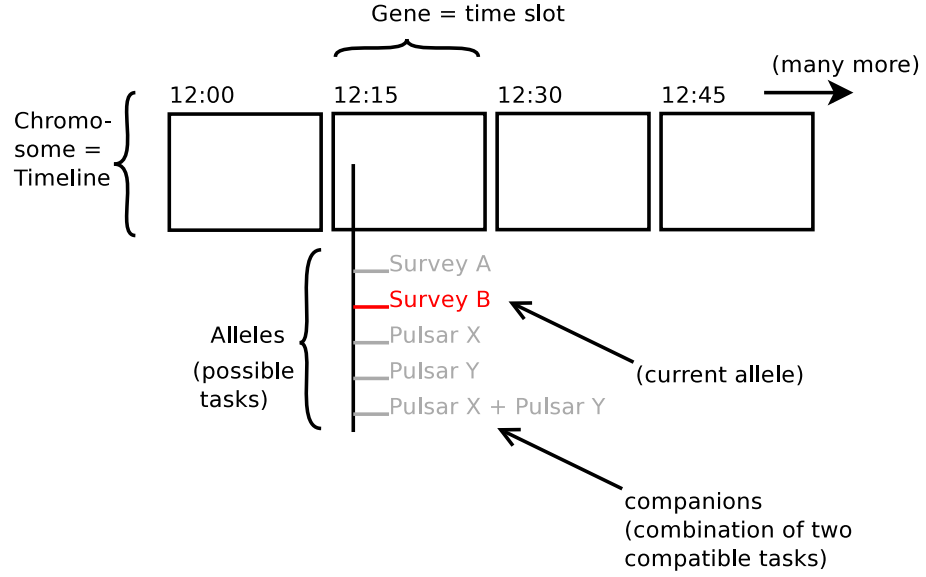 Gene = time slot
(many more)
12:00
12:15
12:30
12:45
Chromo-
some =
Timeline
Survey A
Survey B
Pulsar X
Pulsar Y
Pulsar X + Pulsar Y
Alleles
(possible
tasks)
(current allele)
companions
(combination of two
compatible tasks)